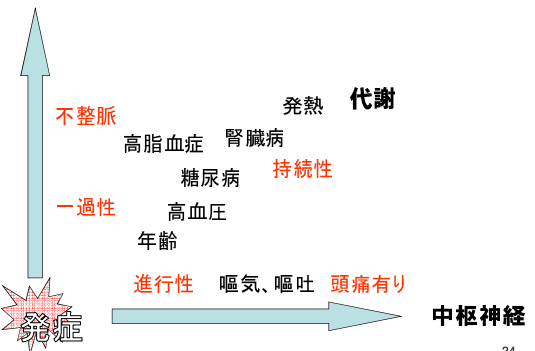 発熱
代謝
不整脈
高脂血症
腎臓病
糖尿病
持続性
一過性
高血圧
年齢
進行性
嘔気、嘔吐
頭痛有り
発症
中枢神経